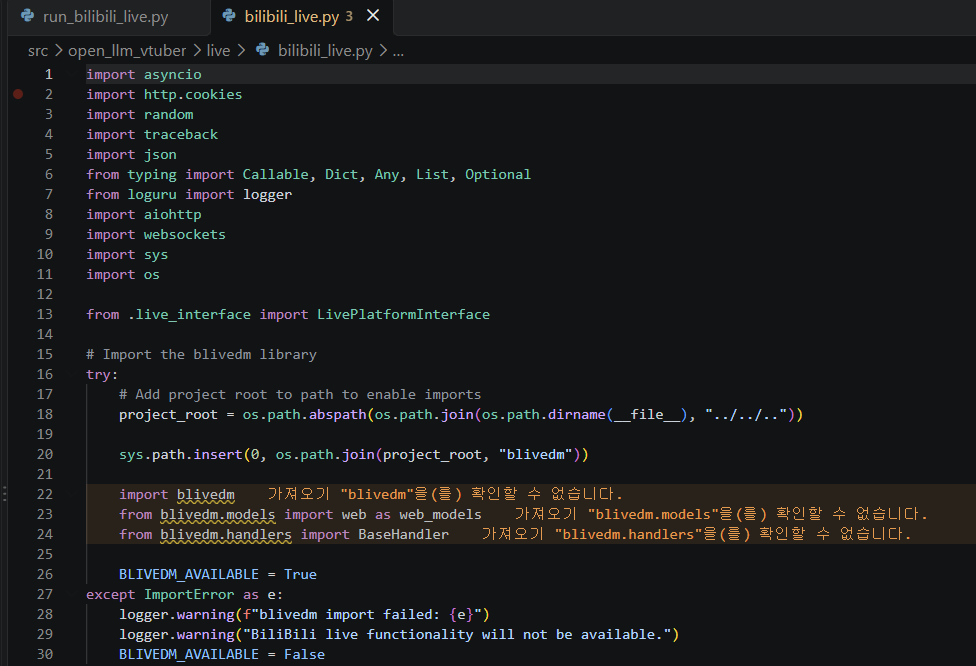 run_bilibili_live.py
bilibili_live.py 3
src > open_llm_vtuber > live > bilibili_live.py > ...
1 import asyncio
2 import http.cookies
3 import random
4 import traceback
5 import json
6 from typing import Callable, Dict, Any, List, Optional
7 from loguru import logger
8 import aiohttp
9 import websockets
10 import sys
11 import os
12
13 from .live_interface import LivePlatformInterface
14
15 # Import the blivedm library
16 try:
17     # Add project root to path to enable imports
18     project_root = os.path.abspath(os.path.join(os.path.dirname(__file__), "../../.."))
19
20     sys.path.insert(0, os.path.join(project_root, "blivedm"))
21
22     import blivedm    가져오기 "blivedm"을(를) 확인할 수 없습니다.
23     from blivedm.models import web as web_models    가져오기 "blivedm.models"을(를) 확인할 수 없습니다.
24     from blivedm.handlers import BaseHandler    가져오기 "blivedm.handlers"을(를) 확인할 수 없습니다.
25
26     BLIVEDM_AVAILABLE = True
27 except ImportError as e:
28     logger.warning(f"blivedm import failed: {e}")
29     logger.warning("BiliBili live functionality will not be available.")
30     BLIVEDM_AVAILABLE = False